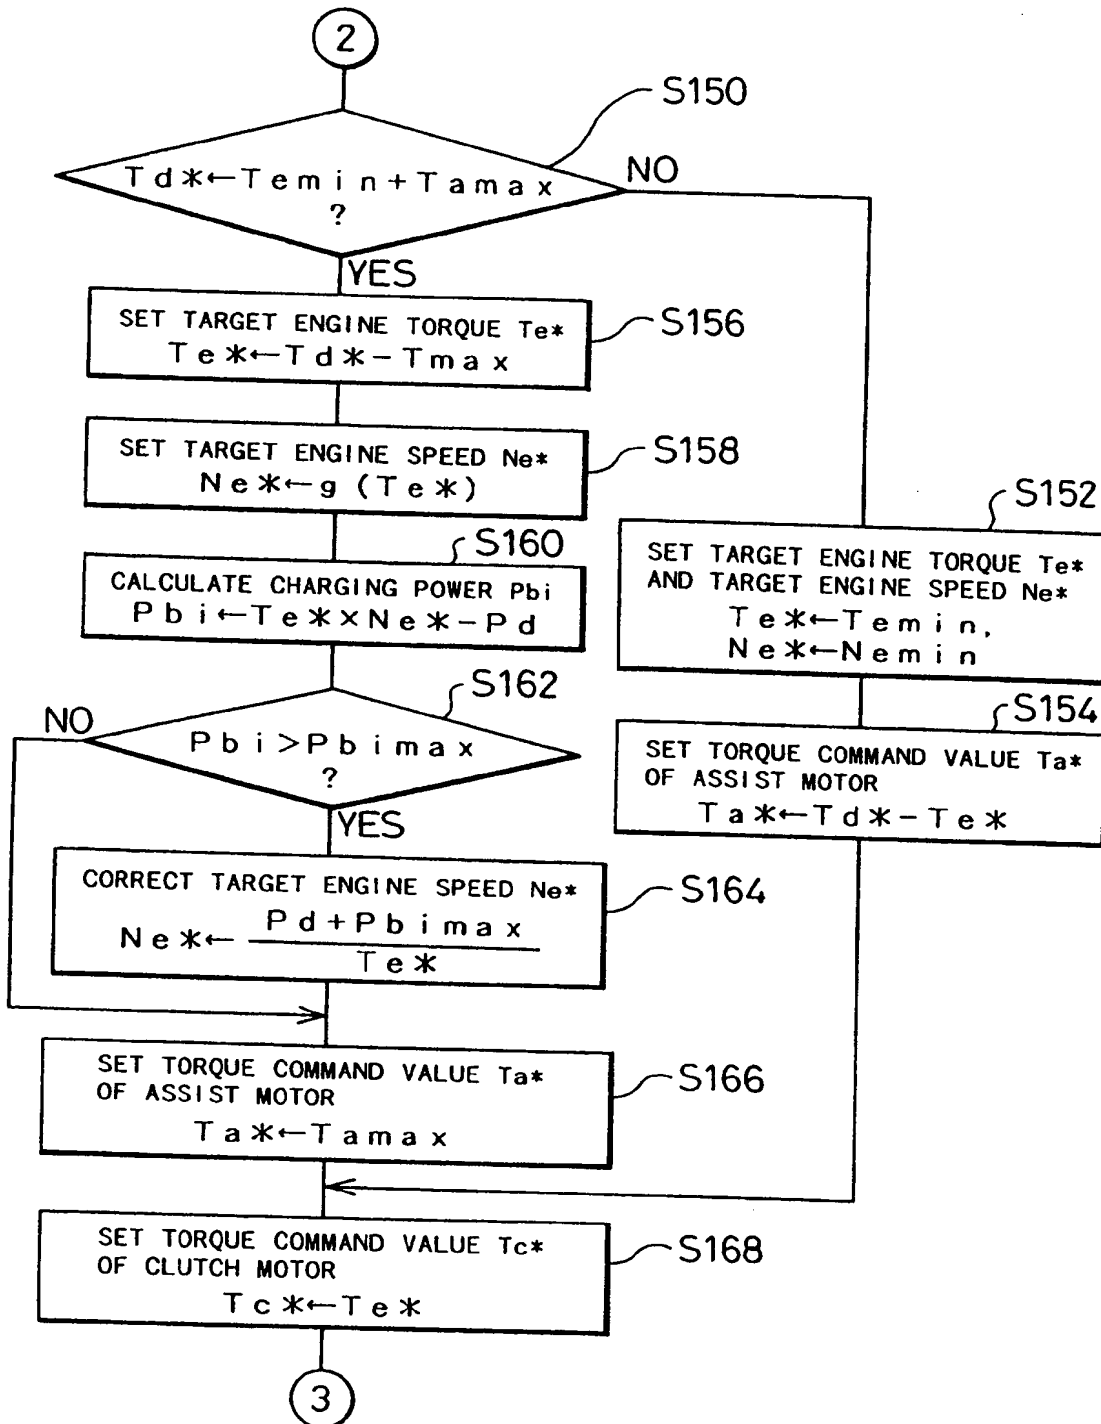 2
S150
Td*←Temin+Tamax
?
NO
YES
SET TARGET ENGINE TORQUE Te*
Te*←Td*-Tmax
S156
SET TARGET ENGINE SPEED Ne*
Ne*←g (Te*)
S158
S160
CALCULATE CHARGING POWER Pbi
Pbi←Te*×Ne*-Pd
S152
SET TARGET ENGINE TORQUE Te*
AND TARGET ENGINE SPEED Ne*
Te*←Temin,
Ne*←Nemin
S162
NO
Pbi>Pbimax
?
YES
S154
SET TORQUE COMMAND VALUE Ta*
OF ASSIST MOTOR
Ta*←Td*-Te*
CORRECT TARGET ENGINE SPEED Ne*
Ne*← Pd+Pbimax
Te*
S164
SET TORQUE COMMAND VALUE Ta*
OF ASSIST MOTOR
Ta*←Tamax
S166
SET TORQUE COMMAND VALUE Tc*
OF CLUTCH MOTOR
Tc*←Te*
S168
3